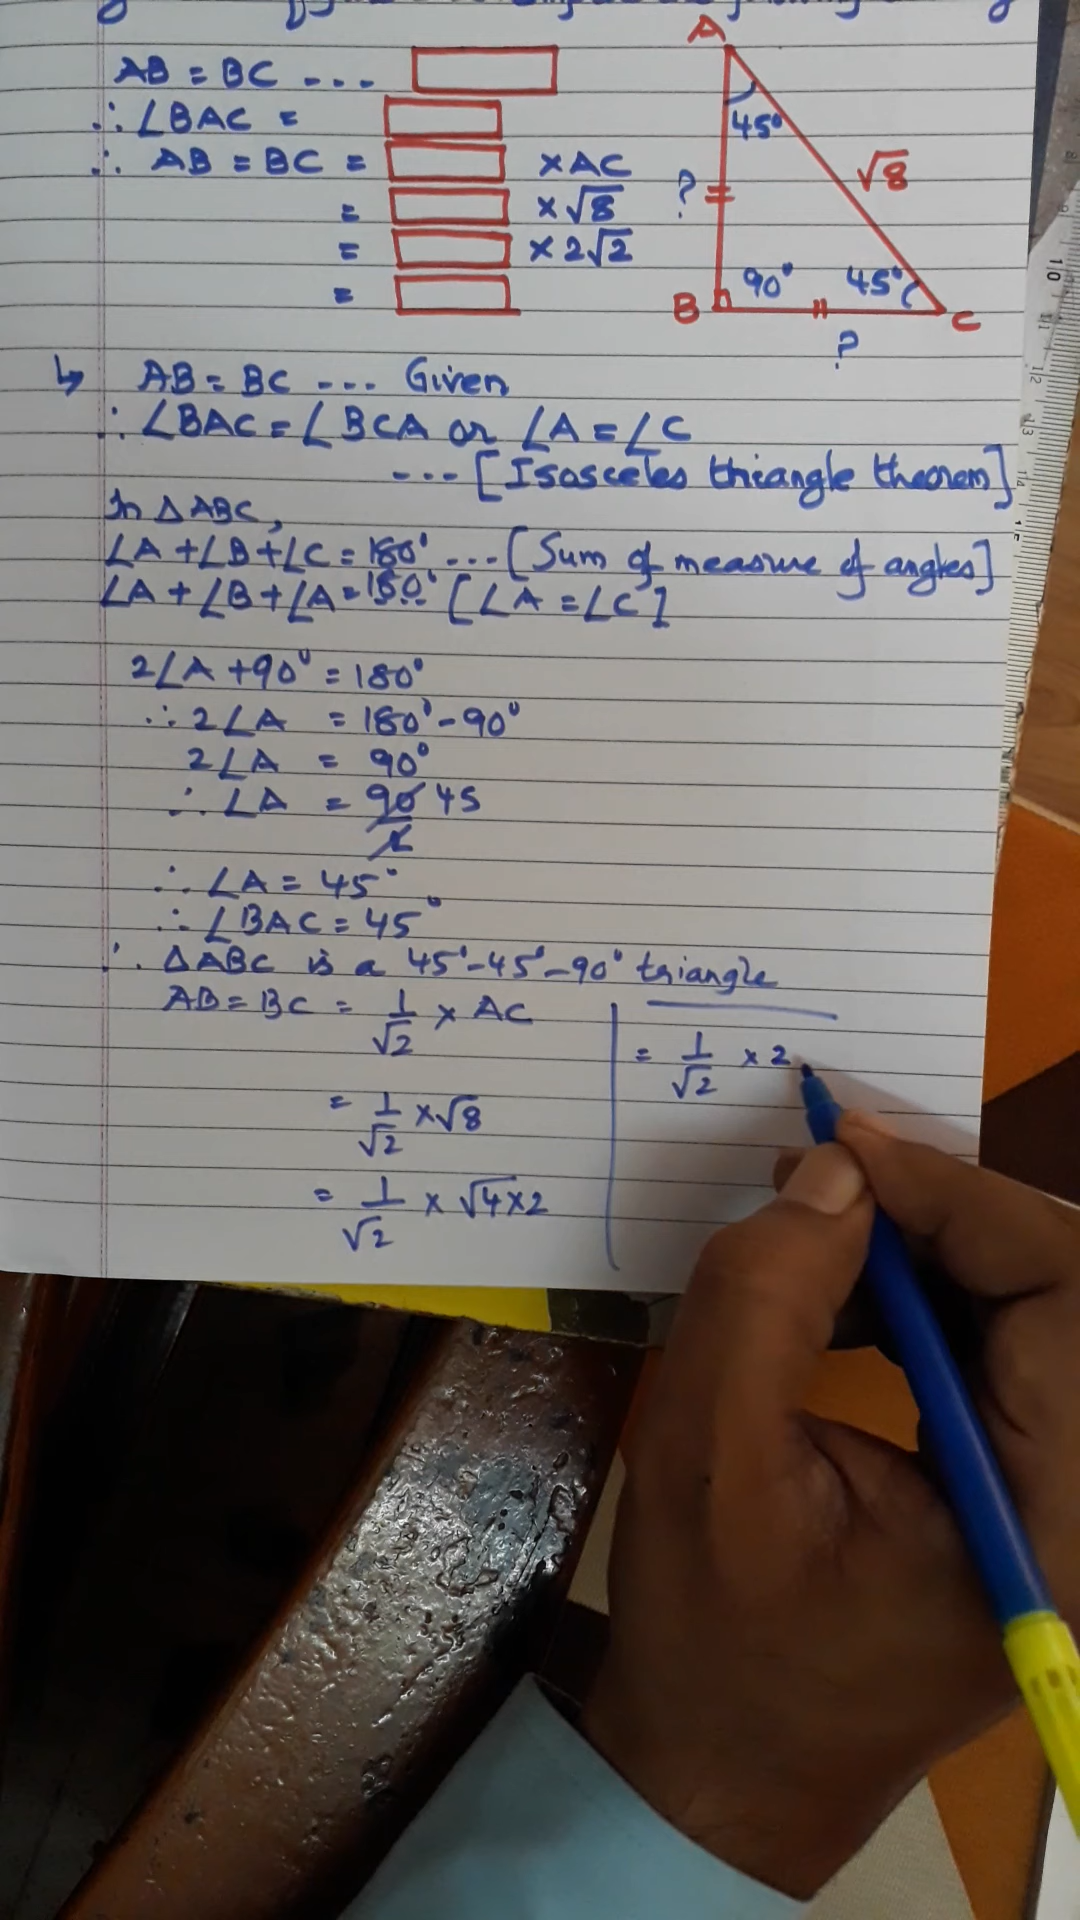 AB = BC ---
∴ ∠BAC =
∴ AB = BC = × AC
= × √8
= × 2√2
=
A
45°
√8
?
B
90°
45°
C
?
↳ AB = BC --- Given
∴ ∠BAC = ∠BCA or ∠A = ∠C
--- [Isosceles triangle theorem]
In △ABC,
∠A + ∠B + ∠C = 180° --- [Sum of measure of angles]
∠A + ∠B + ∠A = 180° [∠A = ∠C]
2∠A + 90° = 180°
∴ 2∠A = 180° - 90°
2∠A = 90°
∴ ∠A = 90/2 45
∴ ∠A = 45°
∴ ∠BAC = 45°
∴ △ABC is a 45°-45°-90° triangle
AB = BC = 1/√2 × AC
= 1/√2 × √8
= 1/√2 × √4×2
= 1/√2 × 2